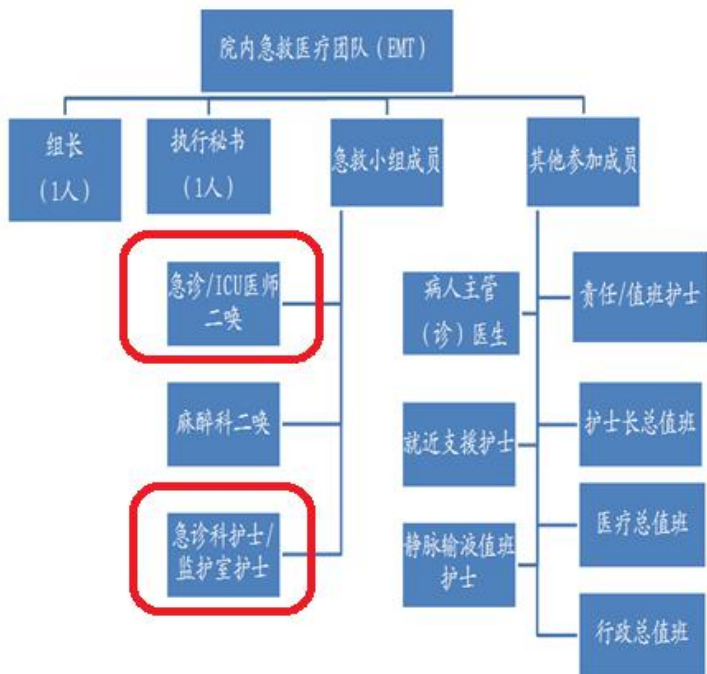 院内急救医疗团队（EMT）
组长
（1人）
执行秘书
（1人）
急救小组成员
其他参加成员
急诊/ICU医师
二唤
麻醉科二唤
急诊科护士/
监护室护士
病人主管
（诊）医生
就近支援护士
静脉输液值班
护士
责任/值班护士
护士长总值班
医疗总值班
行政总值班